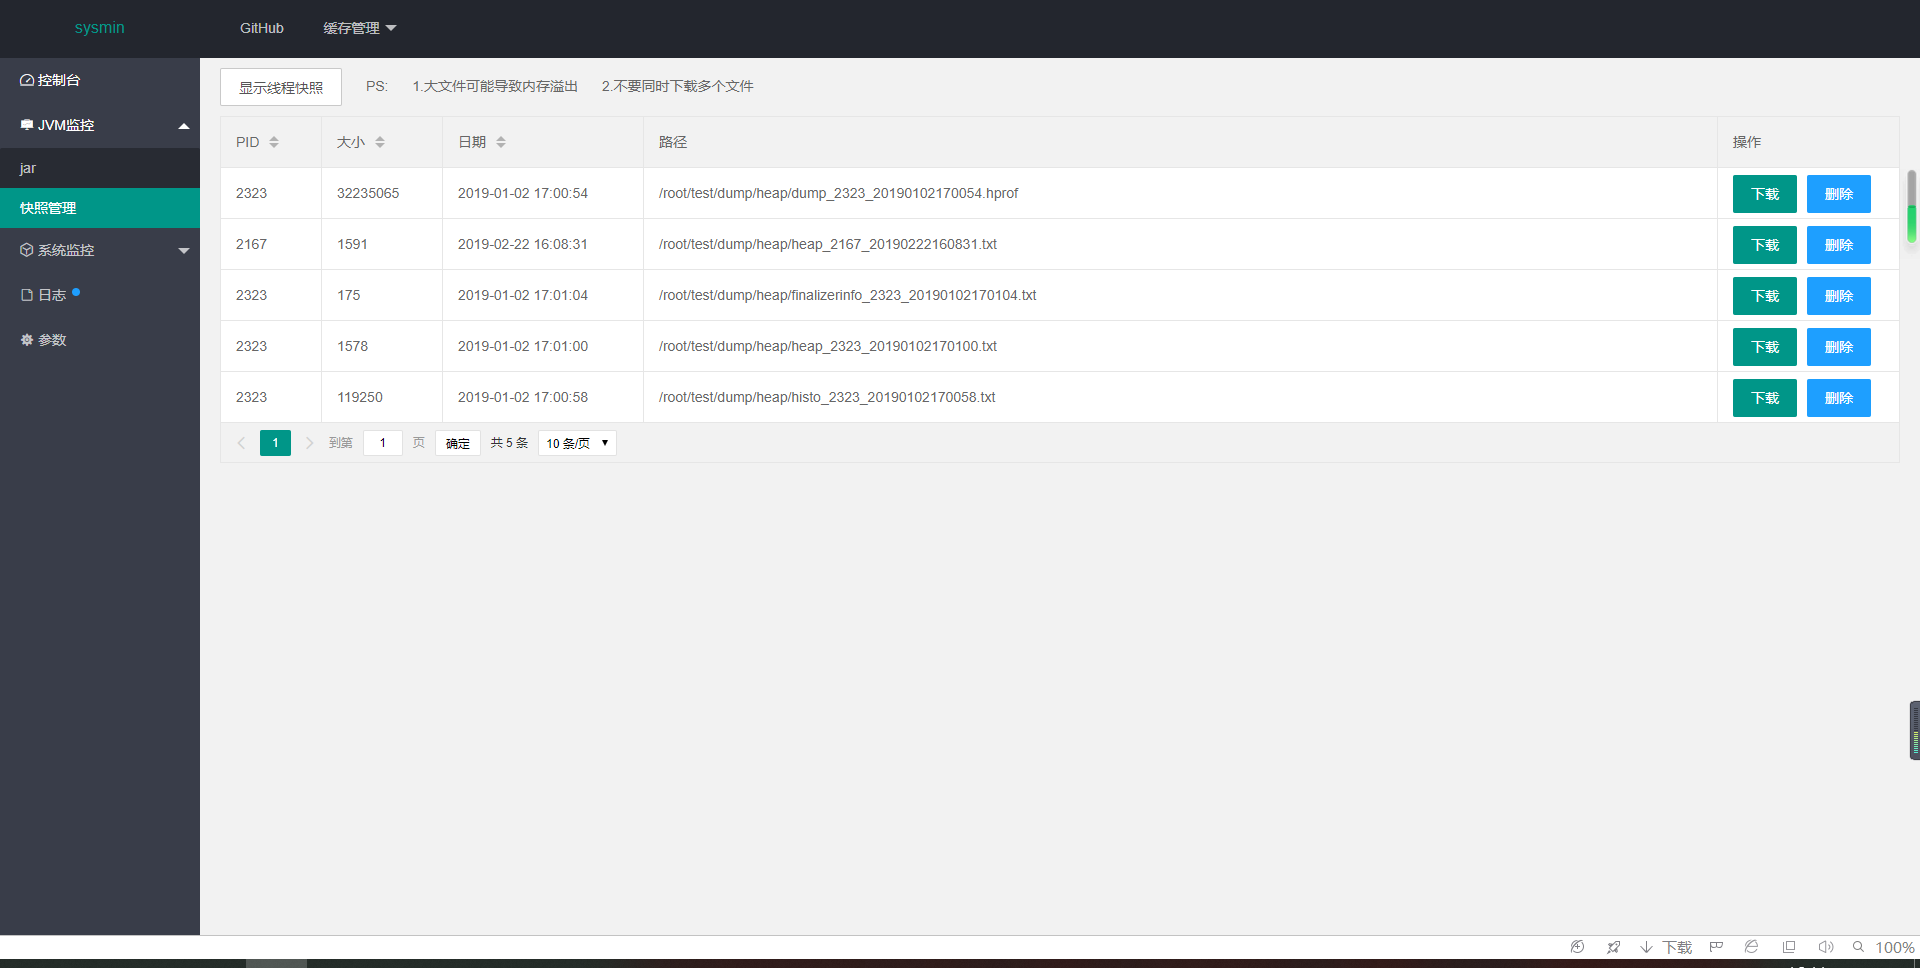 sysmin
GitHub
缓存管理
控制台
JVM监控
jar
快照管理
系统监控
日志
参数
显示线程快照 PS: 1.大文件可能导致内存溢出 2.不要同时下载多个文件
PID 大小 日期 路径 操作
2323 32235065 2019-01-02 17:00:54 /root/test/dump/heap/dump_2323_20190102170054.hprof 下载 删除
2167 1591 2019-02-22 16:08:31 /root/test/dump/heap/heap_2167_20190222160831.txt 下载 删除
2323 175 2019-01-02 17:01:04 /root/test/dump/heap/finalizerinfo_2323_20190102170104.txt 下载 删除
2323 1578 2019-01-02 17:01:00 /root/test/dump/heap/heap_2323_20190102170100.txt 下载 删除
2323 119250 2019-01-02 17:00:58 /root/test/dump/heap/histo_2323_20190102170058.txt 下载 删除
1 到第 1 页 确定 共 5 条 10 条/页
下载 100%